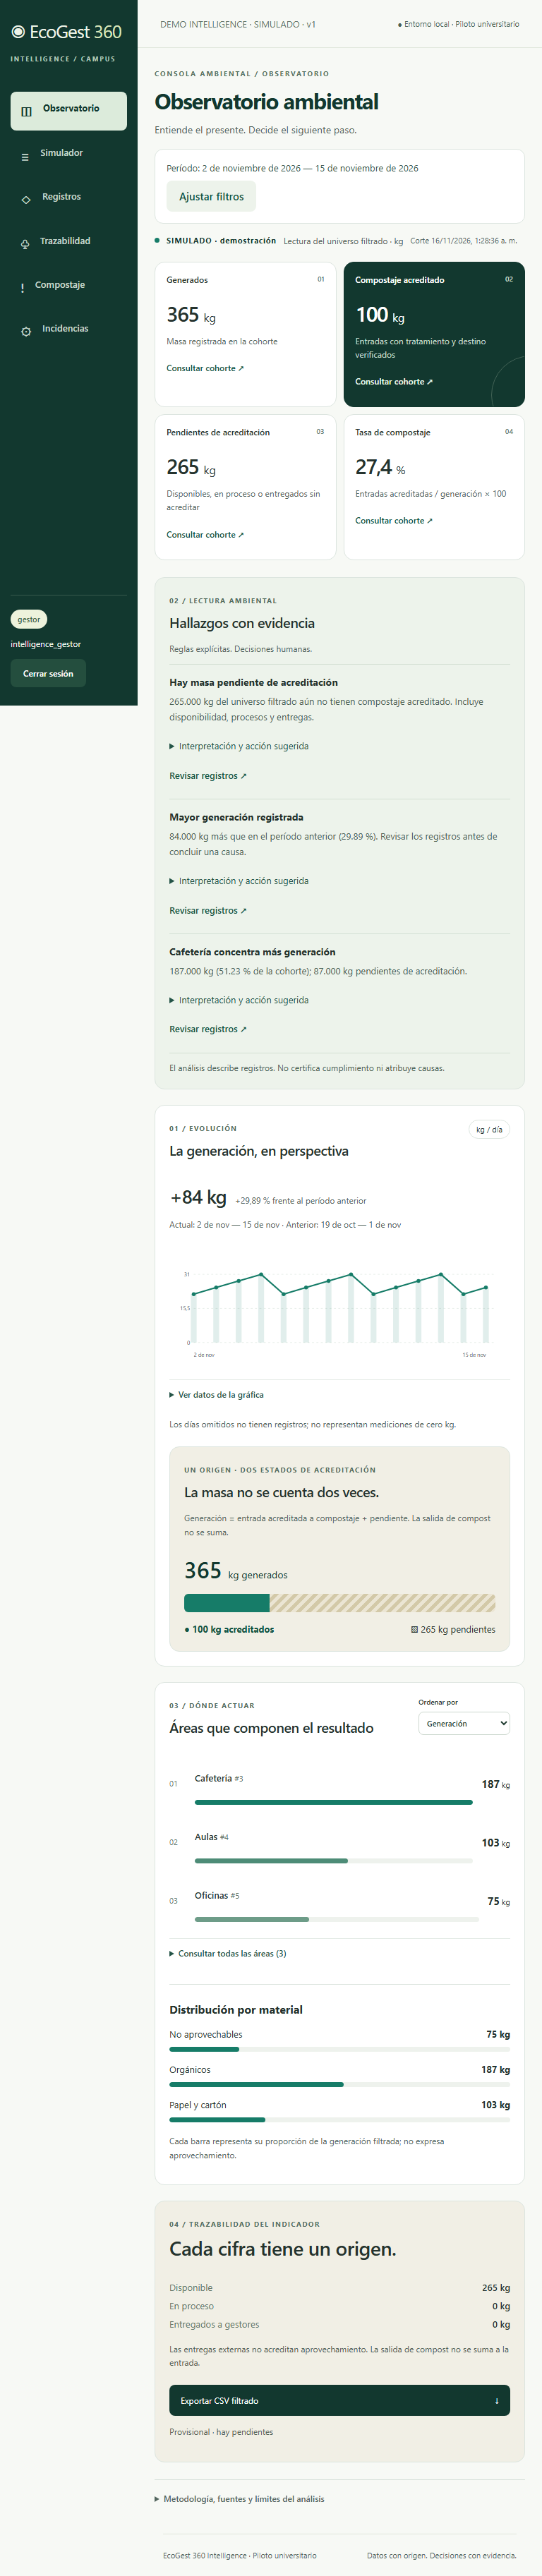 EcoGest 360
INTELLIGENCE / CAMPUS
Observatorio
Simulador
Registros
Trazabilidad
Compostaje
Incidencias
gestor
intelligence_gestor
Cerrar sesión
DEMO INTELLIGENCE · SIMULADO · v1
● Entorno local · Piloto universitario
CONSOLA AMBIENTAL / OBSERVATORIO
Observatorio ambiental
Entiende el presente. Decide el siguiente paso.
Período: 2 de noviembre de 2026 — 15 de noviembre de 2026
Ajustar filtros
SIMULADO · demostración Lectura del universo filtrado · kg Corte 16/11/2026, 1:28:36 a. m.
Generados 01
365 kg
Masa registrada en la cohorte
Consultar cohorte ↗
Compostaje acreditado 02
100 kg
Entradas con tratamiento y destino
verificados
Consultar cohorte ↗
Pendientes de acreditación 03
265 kg
Disponibles, en proceso o entregados sin
acreditar
Consultar cohorte ↗
Tasa de compostaje 04
27,4 %
Entradas acreditadas / generación × 100
Consultar cohorte ↗
02 / LECTURA AMBIENTAL
Hallazgos con evidencia
Reglas explícitas. Decisiones humanas.
Hay masa pendiente de acreditación
265.000 kg del universo filtrado aún no tienen compostaje acreditado. Incluye
disponibilidad, procesos y entregas.
▶ Interpretación y acción sugerida
Revisar registros ↗
Mayor generación registrada
84.000 kg más que en el período anterior (29.89 %). Revisar los registros antes de
concluir una causa.
▶ Interpretación y acción sugerida
Revisar registros ↗
Cafetería concentra más generación
187.000 kg (51.23 % de la cohorte); 87.000 kg pendientes de acreditación.
▶ Interpretación y acción sugerida
Revisar registros ↗
El análisis describe registros. No certifica cumplimiento ni atribuye causas.
01 / EVOLUCIÓN
kg / día
La generación, en perspectiva
+84 kg +29,89 % frente al período anterior
Actual: 2 de nov — 15 de nov · Anterior: 19 de oct — 1 de nov
31
15,5
0
2 de nov 15 de nov
▶ Ver datos de la gráfica
Los días omitidos no tienen registros; no representan mediciones de cero kg.
UN ORIGEN · DOS ESTADOS DE ACREDITACIÓN
La masa no se cuenta dos veces.
Generación = entrada acreditada a compostaje + pendiente. La salida de compost
no se suma.
365 kg generados
● 100 kg acreditados ▨ 265 kg pendientes
03 / DÓNDE ACTUAR
Áreas que componen el resultado
Ordenar por
Generación
01 Cafetería #3 187 kg
02 Aulas #4 103 kg
03 Oficinas #5 75 kg
▶ Consultar todas las áreas (3)
Distribución por material
No aprovechables 75 kg
Orgánicos 187 kg
Papel y cartón 103 kg
Cada barra representa su proporción de la generación filtrada; no expresa
aprovechamiento.
04 / TRAZABILIDAD DEL INDICADOR
Cada cifra tiene un origen.
Disponible 265 kg
En proceso 0 kg
Entregados a gestores 0 kg
Las entregas externas no acreditan aprovechamiento. La salida de compost no se suma a la
entrada.
Exportar CSV filtrado ↓
Provisional · hay pendientes
▶ Metodología, fuentes y límites del análisis
EcoGest 360 Intelligence · Piloto universitario Datos con origen. Decisiones con evidencia.